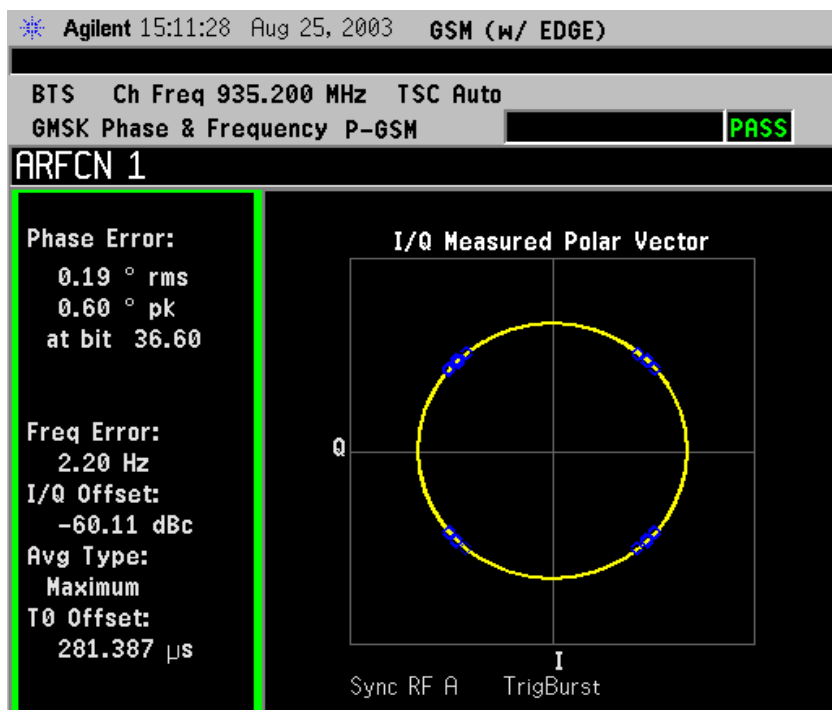 Agilent 15:11:28 Aug 25, 2003 GSM (w/ EDGE)
BTS Ch Freq 935.200 MHz TSC Auto
GMSK Phase & Frequency P-GSM PASS
ARFCN 1
Phase Error:
0.19 ° rms
0.60 ° pk
at bit 36.60
Freq Error:
2.20 Hz
I/Q Offset:
-60.11 dBc
Avg Type:
Maximum
T0 Offset:
281.387 μs
I/Q Measured Polar Vector
Q
I
Sync RF A TrigBurst